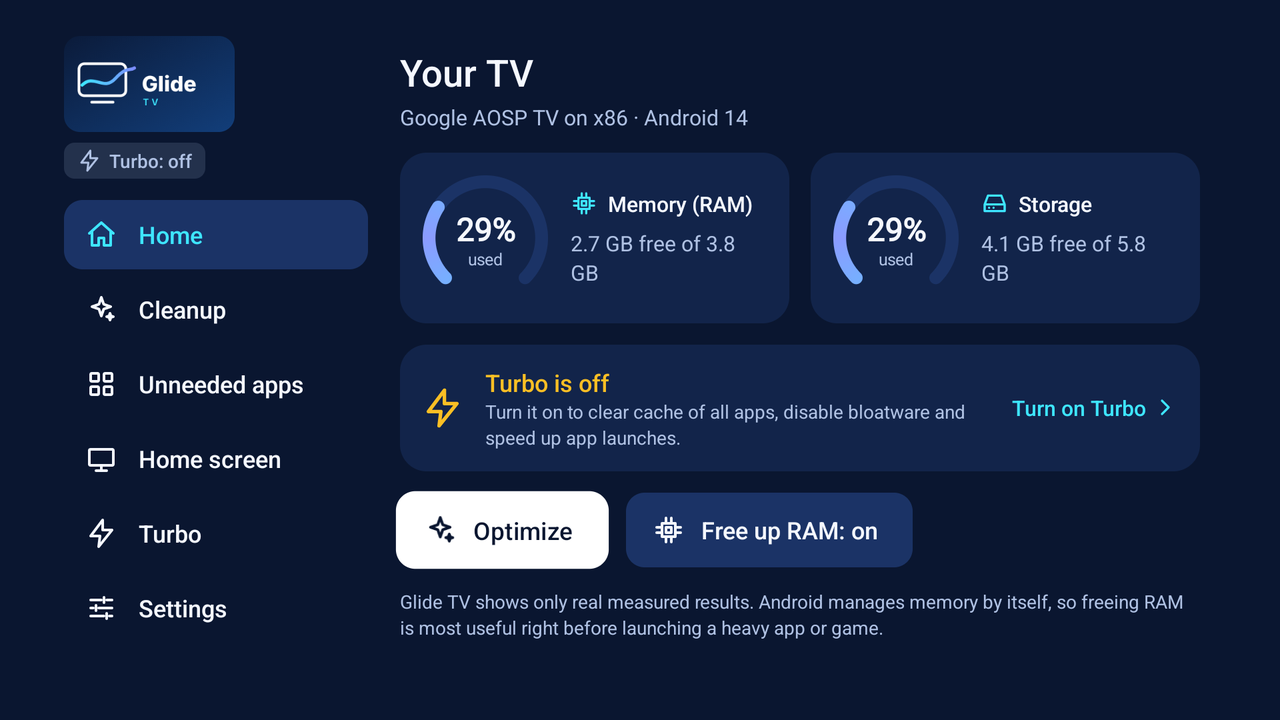 Glide
TV
Turbo: off
Home
Cleanup
Unneeded apps
Home screen
Turbo
Settings
Your TV
Google AOSP TV on x86 · Android 14
29%
used
Memory (RAM)
2.7 GB free of 3.8
GB
29%
used
Storage
4.1 GB free of 5.8
GB
Turbo is off
Turn it on to clear cache of all apps, disable bloatware and
speed up app launches.
Turn on Turbo
Optimize
Free up RAM: on
Glide TV shows only real measured results. Android manages memory by itself, so freeing RAM
is most useful right before launching a heavy app or game.